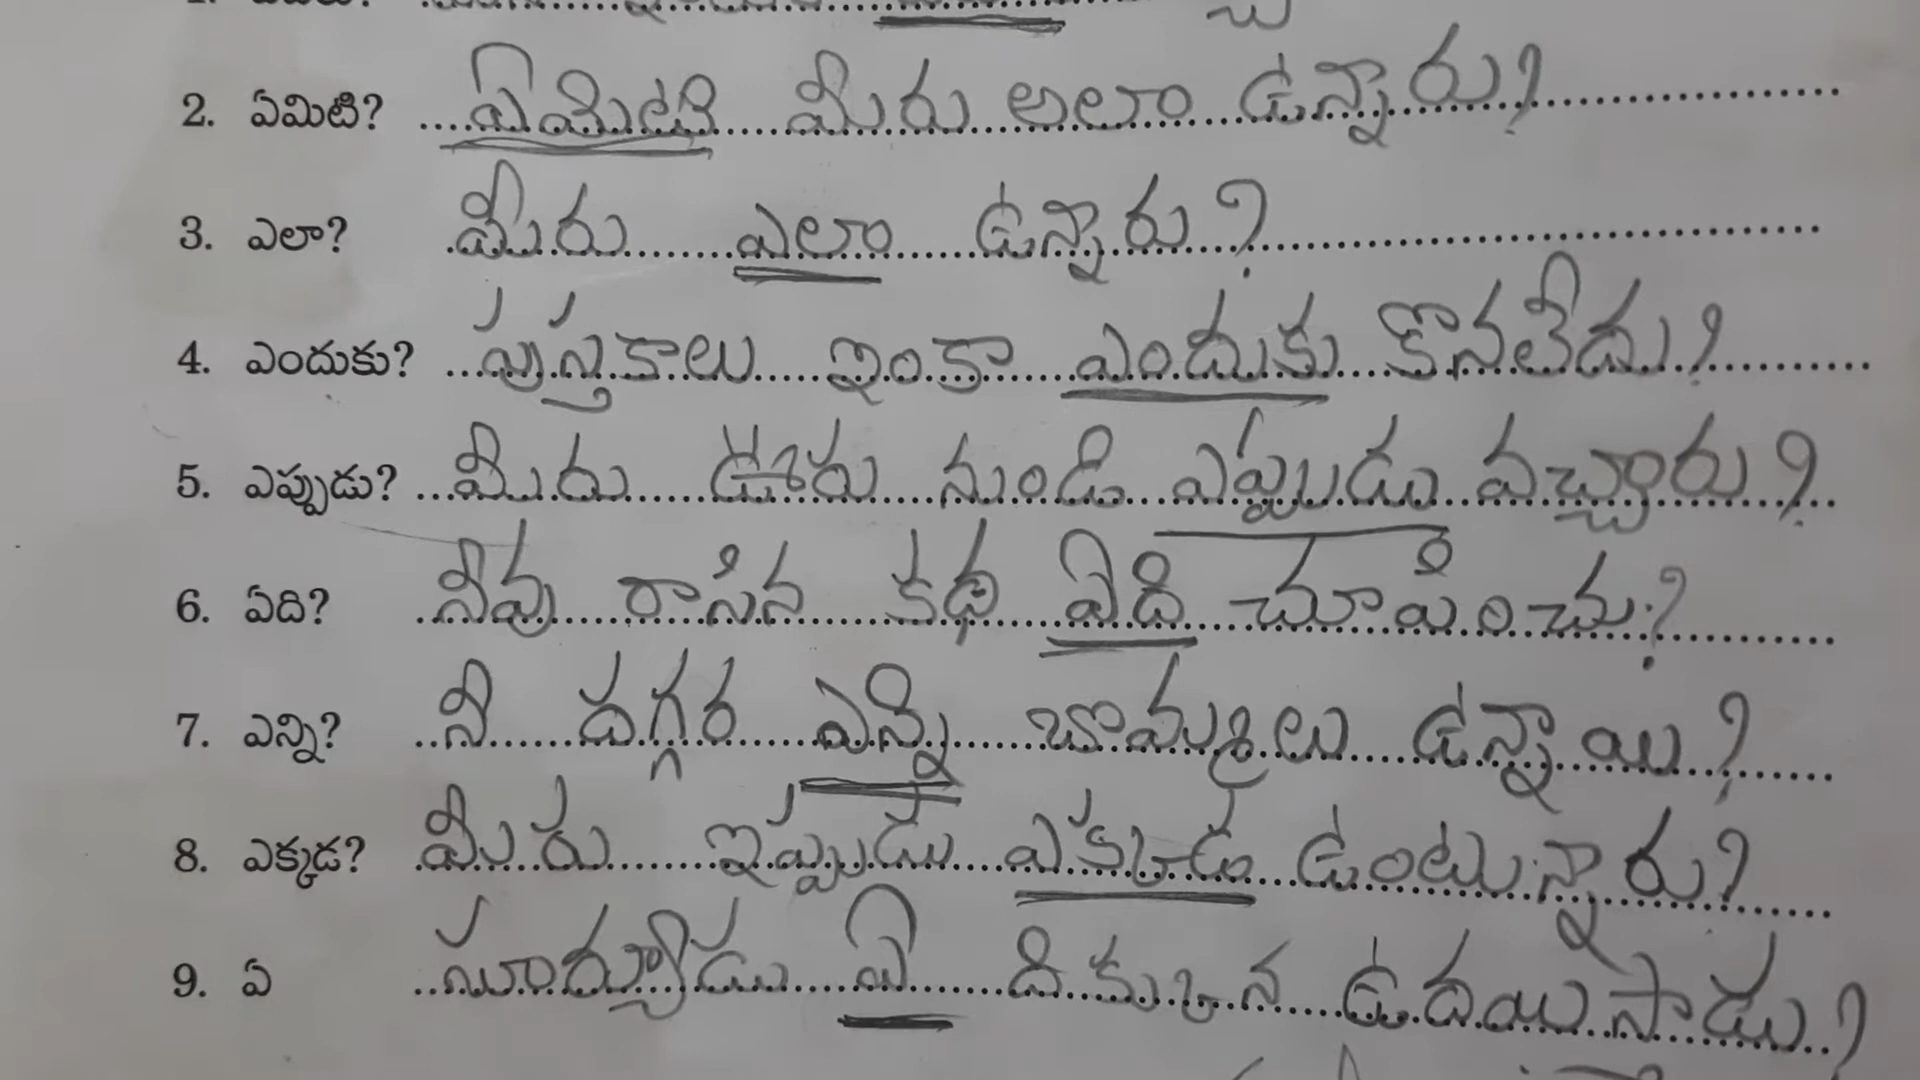 2. ఏమిటి? ఏమిటి మీరు అలా ఉన్నారు?
3. ఎలా? మీరు ఎలా ఉన్నారు?
4. ఎందుకు? పుస్తకాలు ఇంకా ఎందుకు కొనలేదు?
5. ఎప్పుడు? మీరు ఊరు నుండి ఎప్పుడు వచ్చారు?
6. ఏది? నీవు రాసిన కథ ఏది చూపించు?
7. ఎన్ని? నీ దగ్గర ఎన్ని బొమ్మలు ఉన్నాయి?
8. ఎక్కడ? మీరు ఇప్పుడు ఎక్కడ ఉంటున్నారు?
9. ఏ సూర్యుడు ఏ దిక్కున ఉదయిసాడు?